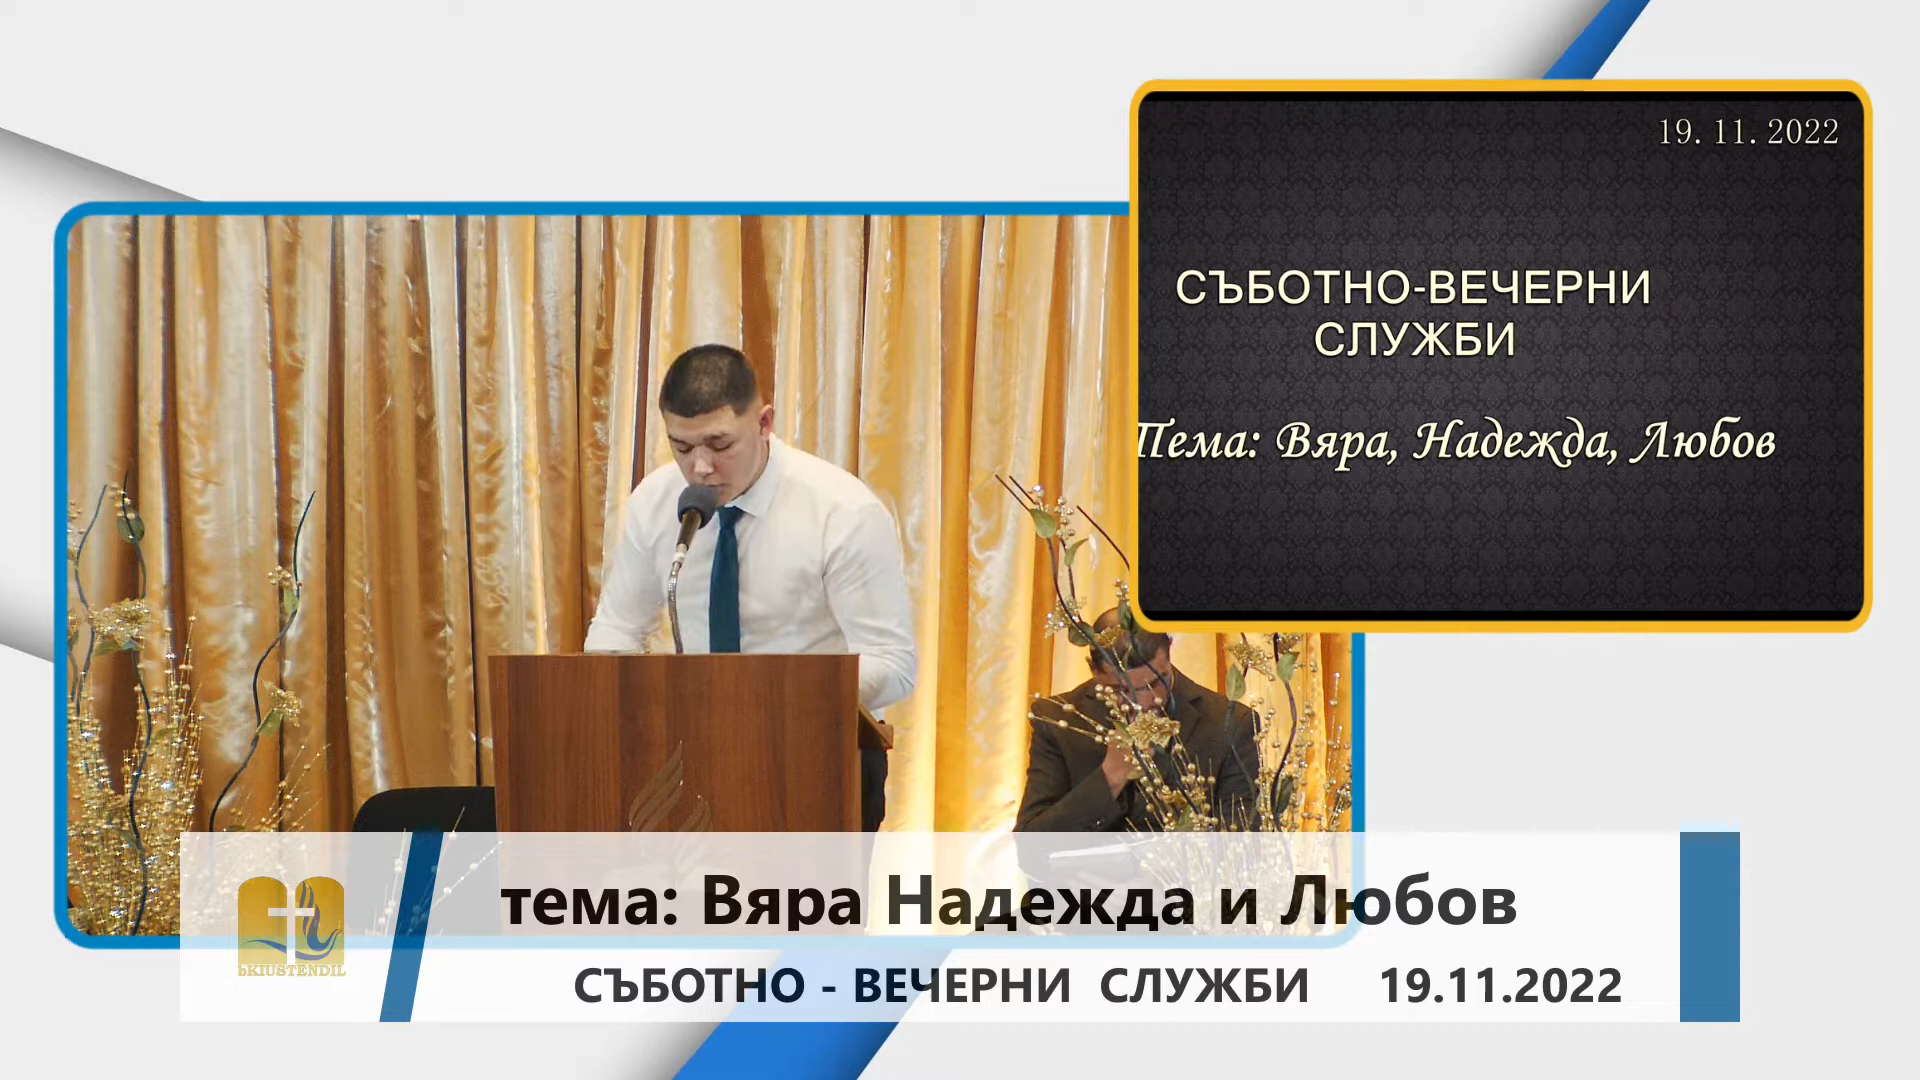 19. 11. 2022
СЪБОТНО-ВЕЧЕРНИ
СЛУЖБИ
Тема: Вяра, Надежда, Любов
тема: Вяра Надежда и Любов
СЪБОТНО - ВЕЧЕРНИ СЛУЖБИ 19.11.2022
ЪKIUSTENDIL